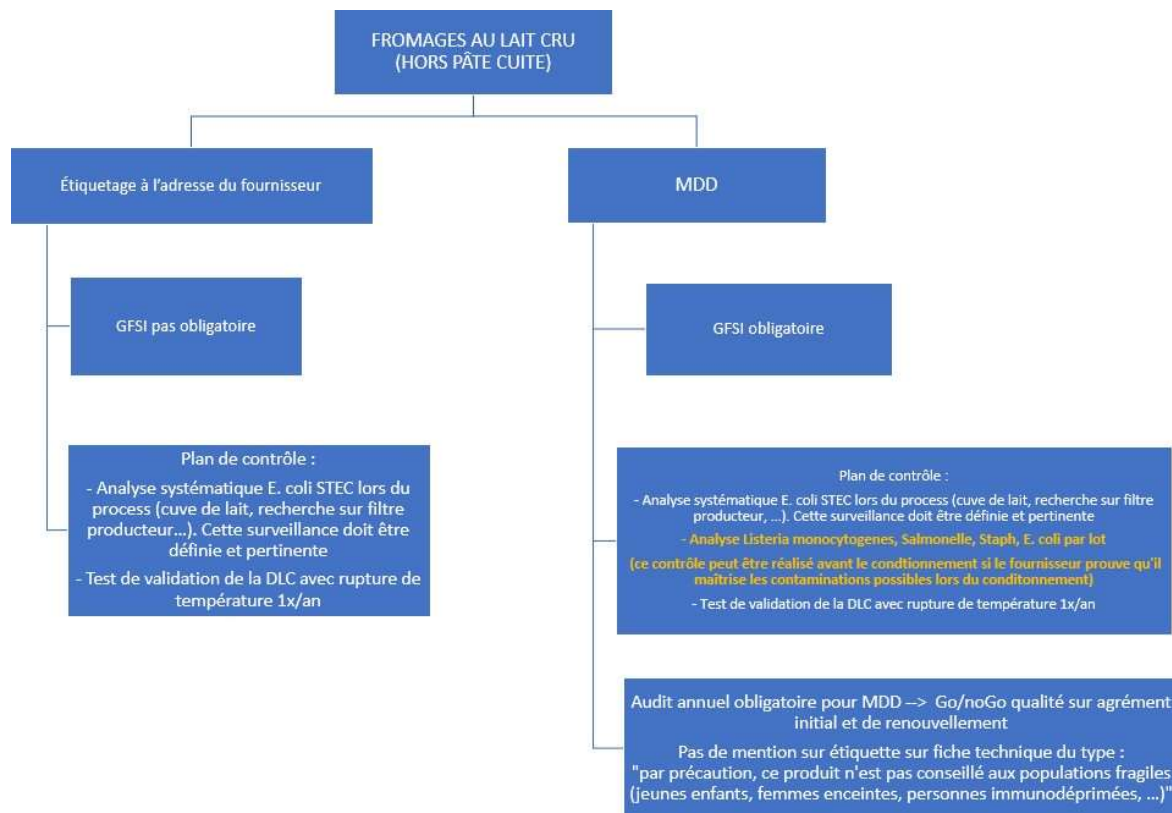 FROMAGES AU LAIT CRU
(HORS PÂTE CUITE)
Étiquetage à l'adresse du fournisseur
MDD
GFSI pas obligatoire
GFSI obligatoire
Plan de contrôle :
- Analyse systématique E. coli STEC lors du
process (cuve de lait, recherche sur filtre
producteur...). Cette surveillance doit être
définie et pertinente
- Test de validation de la DLC avec rupture de
température 1x/an
Plan de contrôle :
- Analyse systématique E. coli STEC lors du process (cuve de lait, recherche sur filtre
producteur, ...). Cette surveillance doit être définie et pertinente
- Analyse Listeria monocytogenes, Salmonelle, Staph, E. coli par lot
(ce contrôle peut être réalisé avant le condtionnement si le fournisseur prouve qu'il
maîtrise les contaminations possibles lors du conditonnement)
- Test de validation de la DLC avec rupture de température 1x/an
Audit annuel obligatoire pour MDD --> Go/noGo qualité sur agrément
initial et de renouvellement
Pas de mention sur étiquette sur fiche technique du type :
"par précaution, ce produit n'est pas conseillé aux populations fragiles
(jeunes enfants, femmes enceintes, personnes immunodéprimées, ...)"